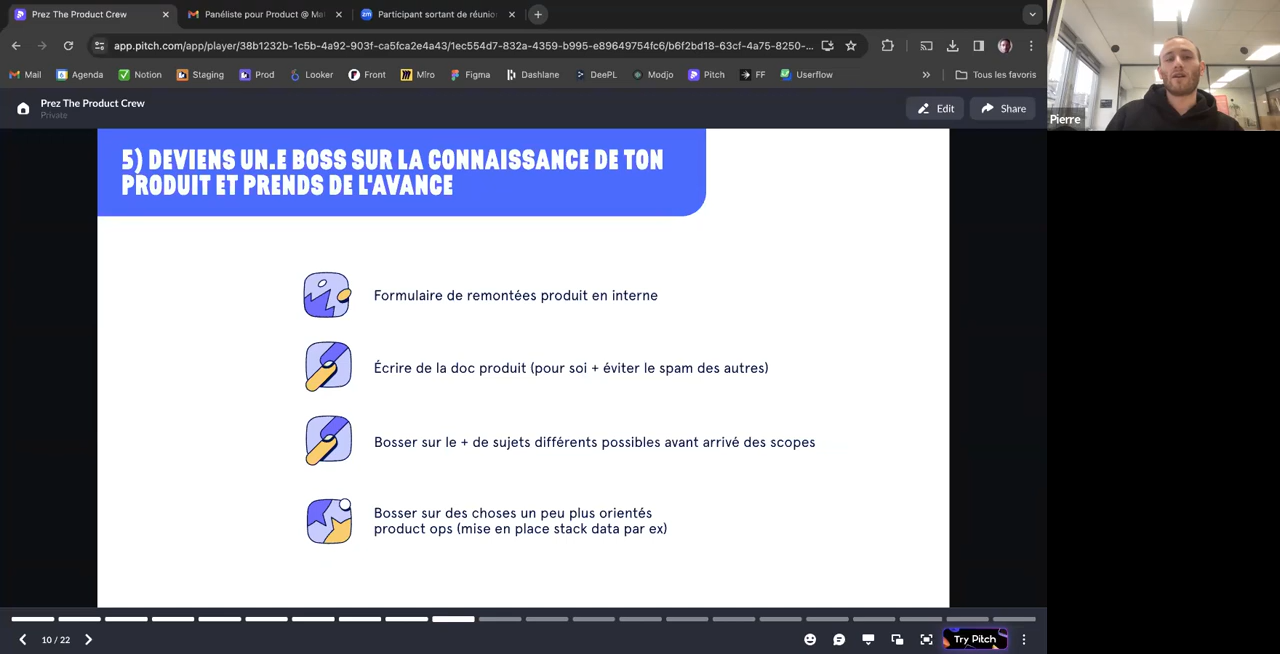 Prez The Product Crew
Panéliste pour Product @ Ma
Participant sortant de réunio
app.pitch.com/app/player/38b1232b-1c5b-4a92-903f-ca5fca2e4a43/1ec554d7-832a-4359-b995-e89649754fc6/b6f2bd18-63cf-4a75-8250-...
Mail
Agenda
Notion
Staging
Prod
Looker
Front
Miro
Figma
Dashlane
DeePL
Modjo
Pitch
FF
Userflow
Tous les favoris
Pierre
Prez The Product Crew
Private
Edit
Share
5) DEVIENS UN.E BOSS SUR LA CONNAISSANCE DE TON
PRODUIT ET PRENDS DE L'AVANCE
Formulaire de remontées produit en interne
Écrire de la doc produit (pour soi + éviter le spam des autres)
Bosser sur le + de sujets différents possibles avant arrivé des scopes
Bosser sur des choses un peu plus orientés
product ops (mise en place stack data par ex)
10 / 22
Try Pitch